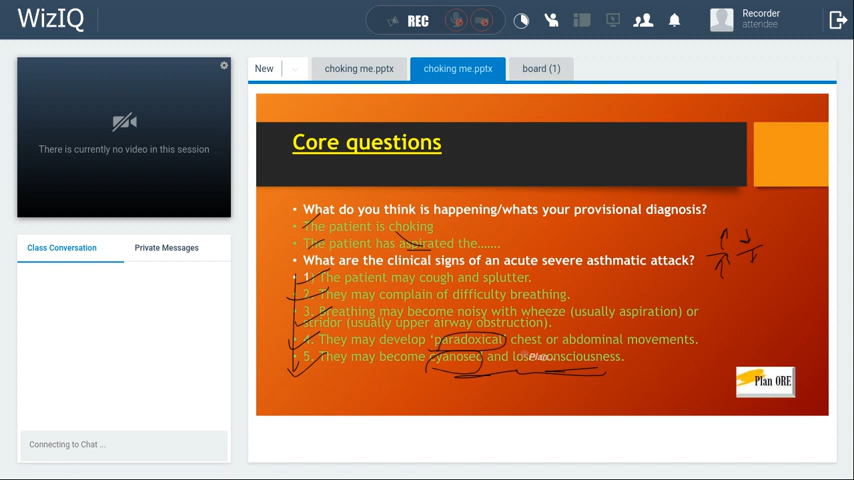 WizIQ
REC
Recorder
attendee
There is currently no video in this session
Class Conversation
Private Messages
Connecting to Chat ...
New
choking me.pptx
choking me.pptx
board (1)
Core questions
• What do you think is happening/whats your provisional diagnosis?
• The patient is choking
• The patient has aspirated the…….
• What are the clinical signs of an acute severe asthmatic attack?
• 1) The patient may cough and splutter.
• 2. They may complain of difficulty breathing.
• 3. Breathing may become noisy with wheeze (usually aspiration) or
stridor (usually upper airway obstruction).
• 4. They may develop ‘paradoxical’ chest or abdominal movements.
• 5. They may become cyanosed and lose consciousness.
Plan
Plan ORE